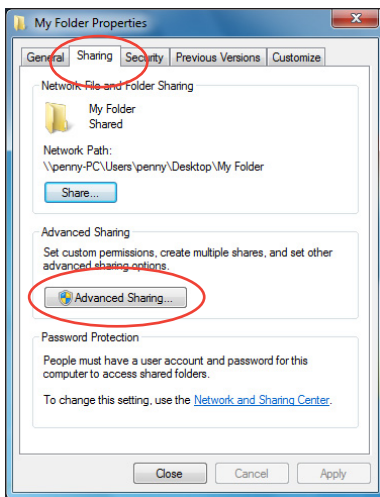 My Folder Properties
General Sharing Security Previous Versions Customize
Network File and Folder Sharing
My Folder
Shared
Network Path:
\\penny-PC\Users\penny\Desktop\My Folder
Share...
Advanced Sharing
Set custom permissions, create multiple shares, and set other
advanced sharing options.
Advanced Sharing...
Password Protection
People must have a user account and password for this
computer to access shared folders.
To change this setting, use the Network and Sharing Center.
Close Cancel Apply